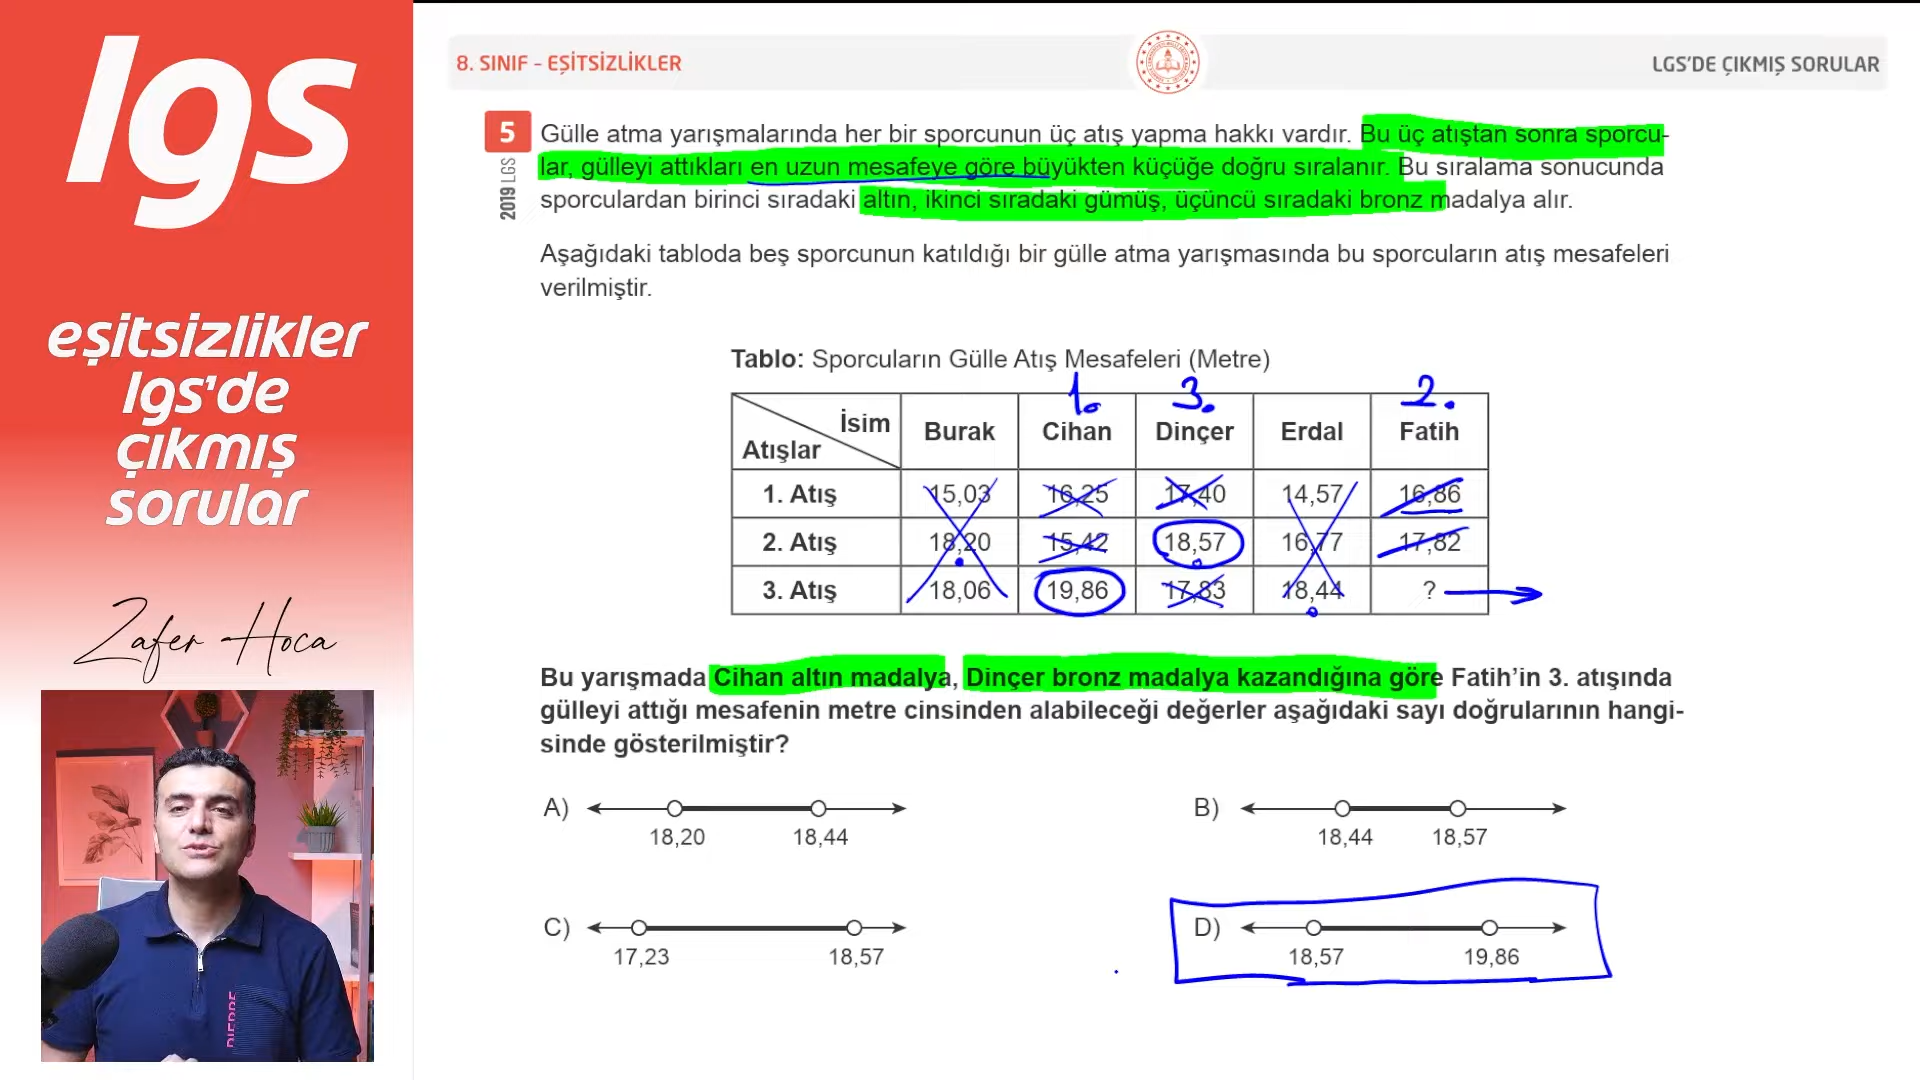 lgs
eşitsizlikler
lgs'de
çıkmış
sorular
Zafer Hoca
8. SINIF - EŞİTSİZLİKLER
LGS'DE ÇIKMIŞ SORULAR
5
2019 LGS
Gülle atma yarışmalarında her bir sporcunun üç atış yapma hakkı vardır. Bu üç atıştan sonra sporcu-
lar, gülleyi attıkları en uzun mesafeye göre büyükten küçüğe doğru sıralanır. Bu sıralama sonucunda
sporculardan birinci sıradaki altın, ikinci sıradaki gümüş, üçüncü sıradaki bronz madalya alır.
Aşağıdaki tabloda beş sporcunun katıldığı bir gülle atma yarışmasında bu sporcuların atış mesafeleri
verilmiştir.
Tablo: Sporcuların Gülle Atış Mesafeleri (Metre)
1. 3. 2.
İsim
Atışlar
Burak Cihan Dinçer Erdal Fatih
1. Atış 15,03 16,25 17,40 14,57 16,86
2. Atış 18,20 15,42 18,57 16,77 17,82
3. Atış 18,06 19,86 17,83 18,44 ?
Bu yarışmada Cihan altın madalya, Dinçer bronz madalya kazandığına göre Fatih'in 3. atışında
gülleyi attığı mesafenin metre cinsinden alabileceği değerler aşağıdaki sayı doğrularının hangi-
sinde gösterilmiştir?
A) 18,20 18,44
B) 18,44 18,57
C) 17,23 18,57
D) 18,57 19,86